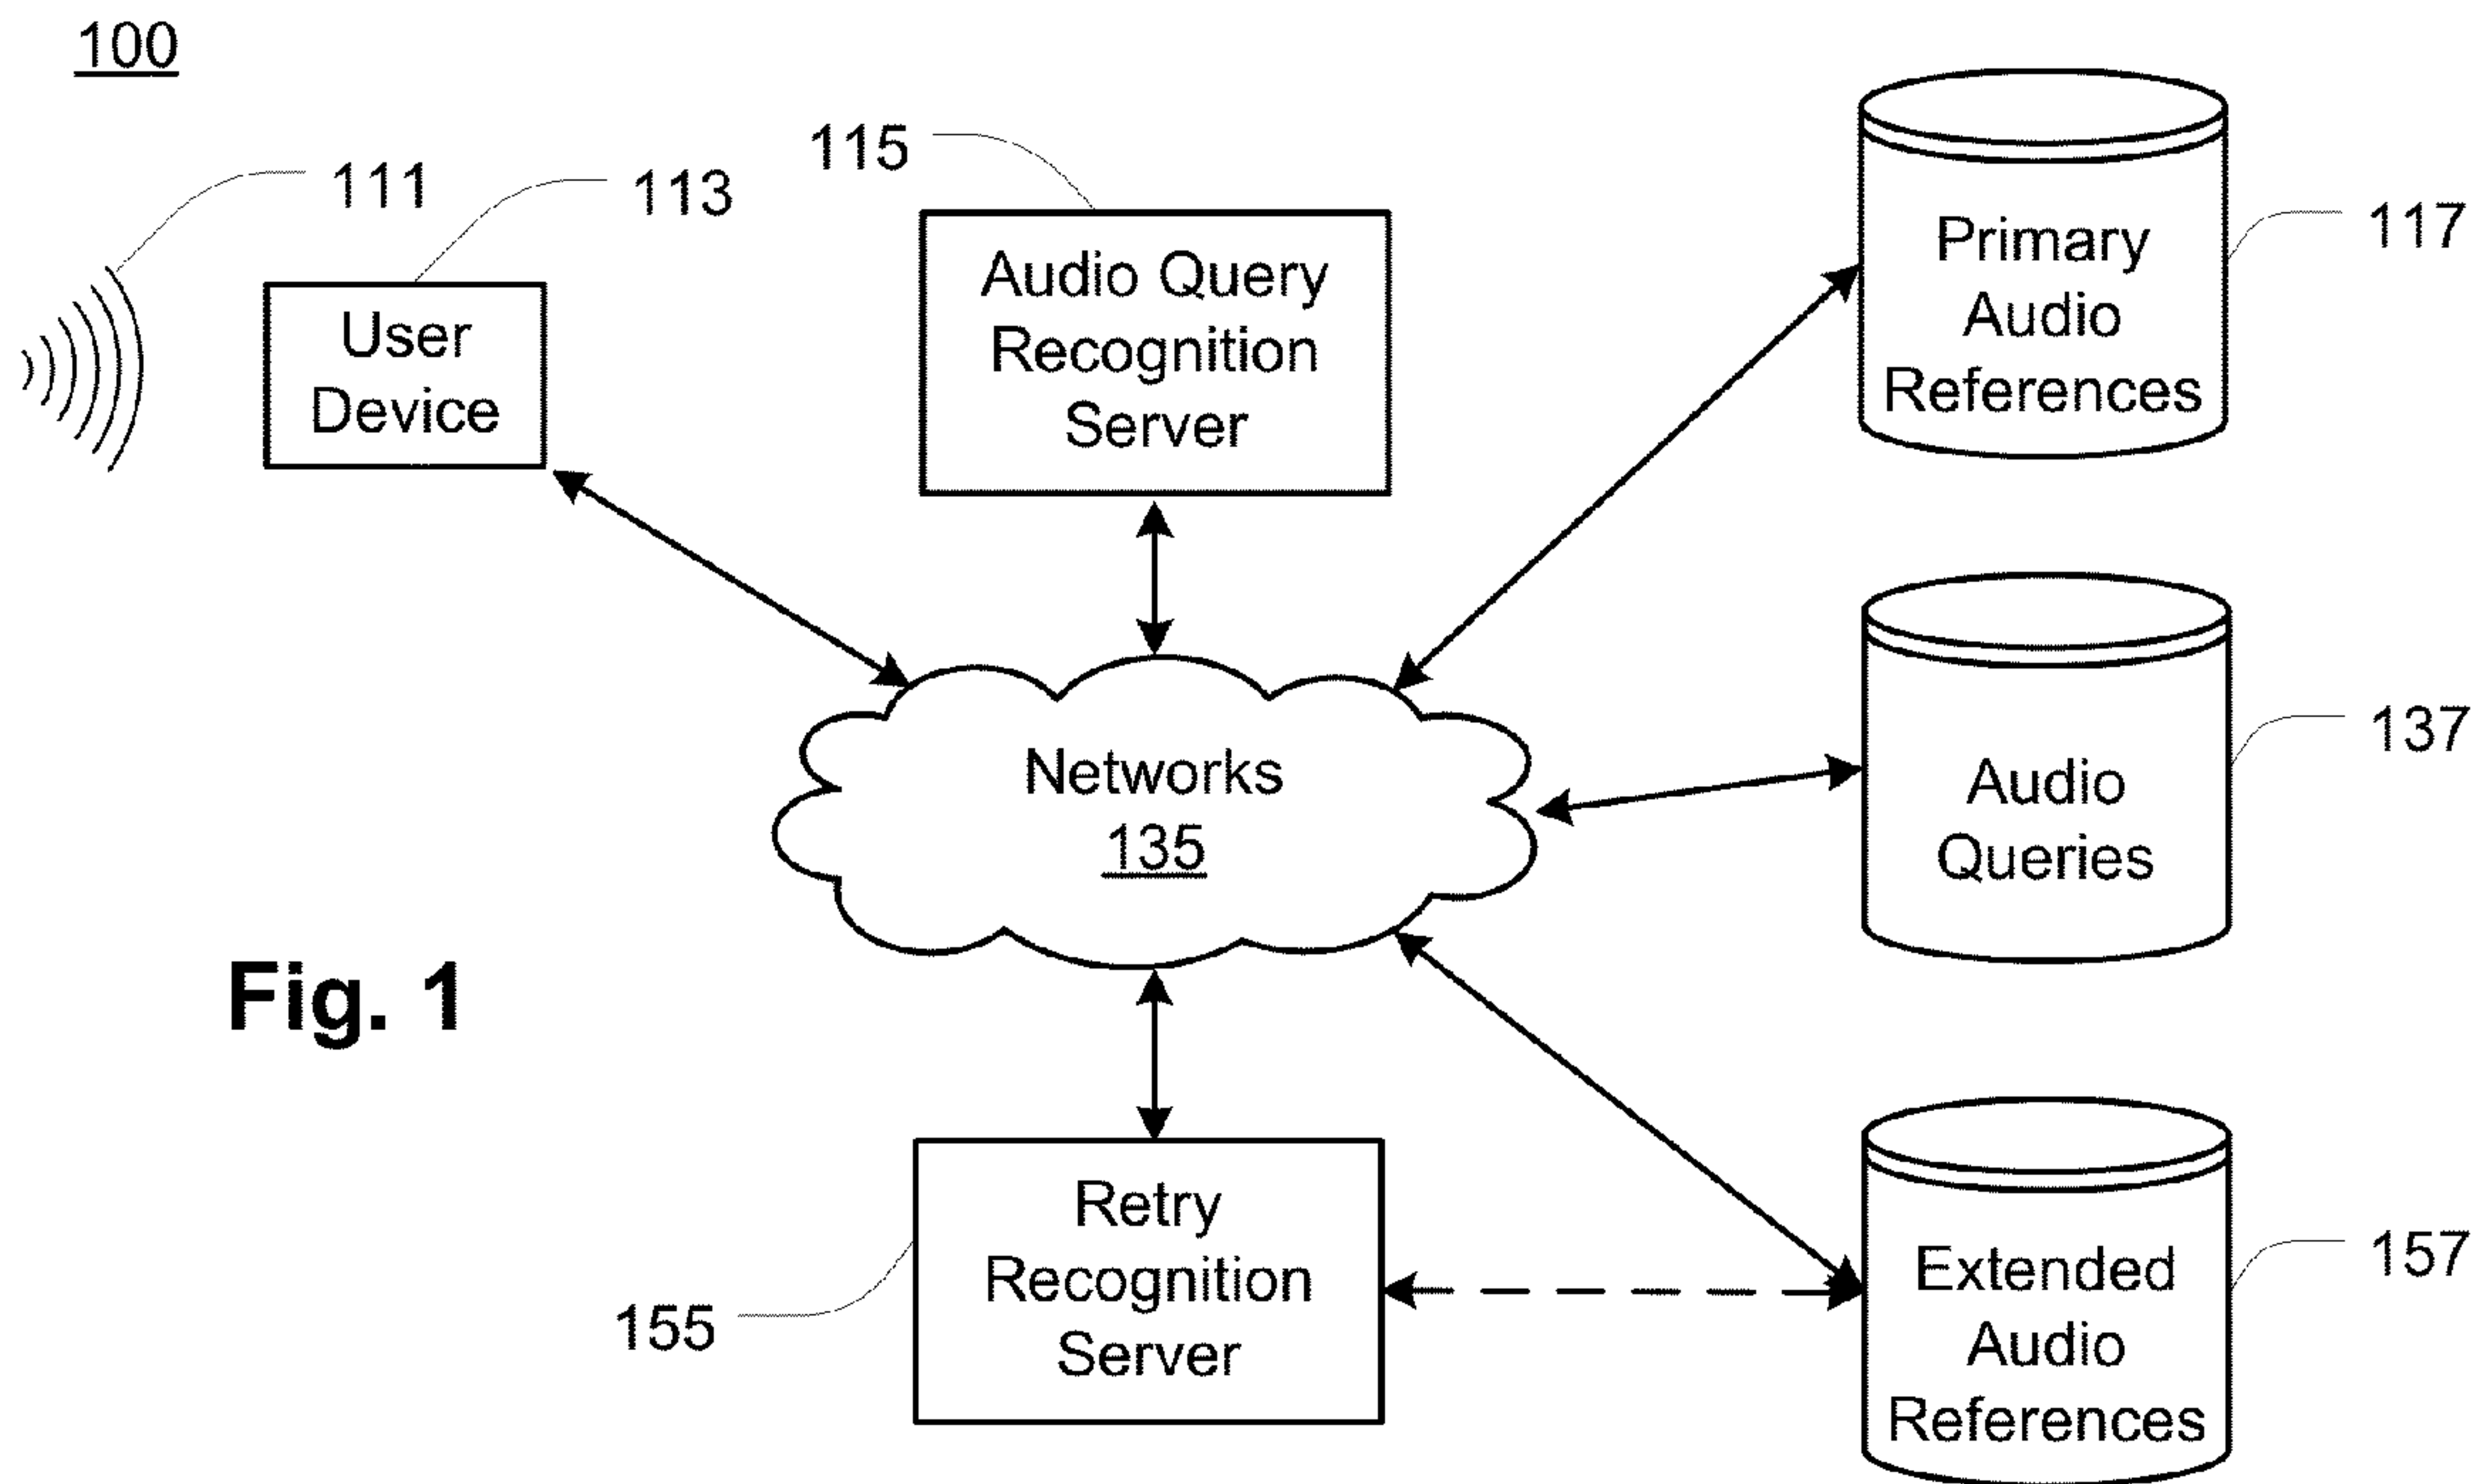 100
111
113
115
User
Device
Audio Query
Recognition
Server
Primary
Audio
References
117
Networks
135
Audio
Queries
137
Fig. 1
Retry
Recognition
Server
155
Extended
Audio
References
157